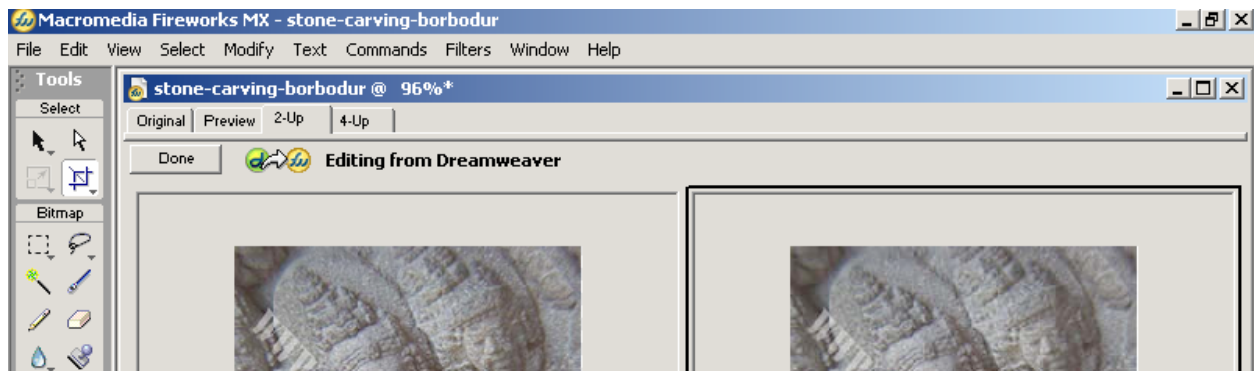 Macromedia Fireworks MX - stone-carving-borbodur
File Edit View Select Modify Text Commands Filters Window Help
Tools
stone-carving-borbodur @ 96%*
Select
Original Preview 2-Up 4-Up
Done Editing from Dreamweaver
Bitmap